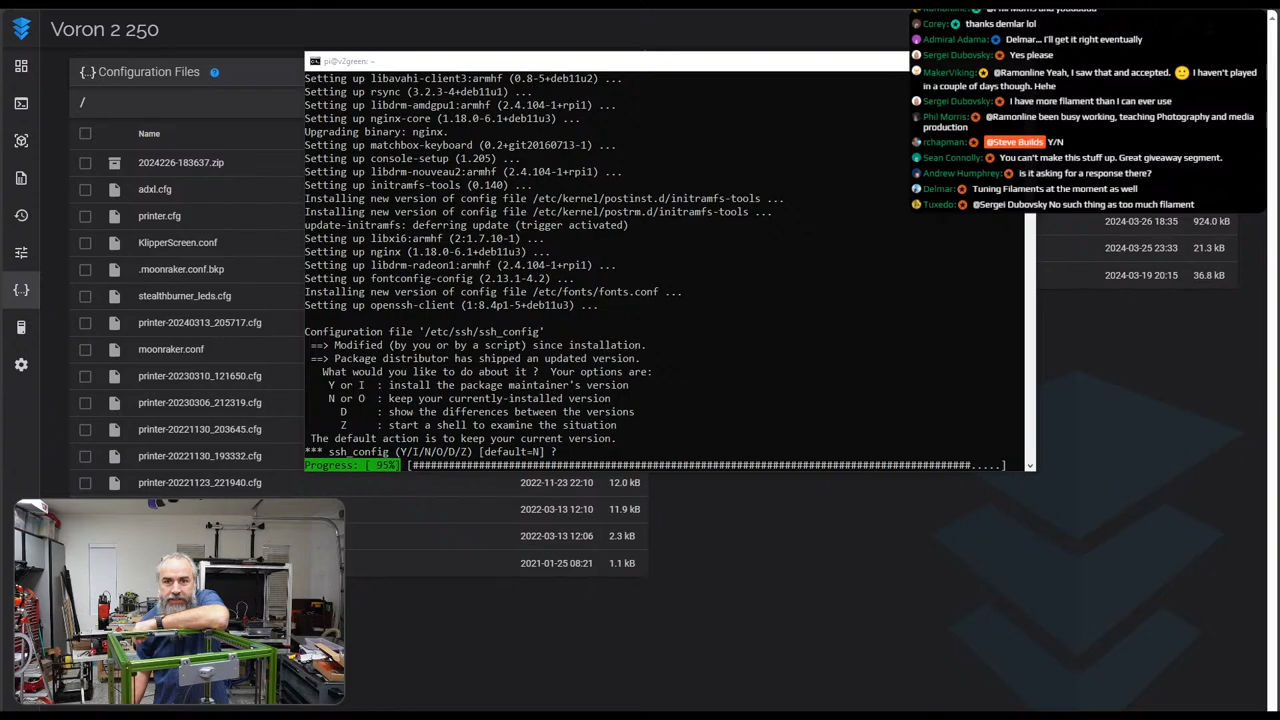 Voron 2 250
{..} Configuration Files ?
/
Name
2024226-183637.zip
adxl.cfg
printer.cfg
KlipperScreen.conf
.moonraker.conf.bkp
stealthburner_leds.cfg
printer-20240313_205717.cfg
moonraker.conf
printer-20230310_121650.cfg
printer-20230306_212319.cfg
printer-20221130_203645.cfg
printer-20221130_193332.cfg
printer-20221123_221940.cfg
pi@v2green: ~
Setting up libavahi-client3:armhf (0.8-5+deb11u2) ...
Setting up rsync (3.2.3-4+deb11u1) ...
Setting up libdrm-amdgpu1:armhf (2.4.104-1+rpi1) ...
Setting up nginx-core (1.18.0-6.1+deb11u3) ...
Upgrading binary: nginx.
Setting up matchbox-keyboard (0.2+git20160713-1) ...
Setting up console-setup (1.205) ...
Setting up libdrm-nouveau2:armhf (2.4.104-1+rpi1) ...
Setting up initramfs-tools (0.140) ...
Installing new version of config file /etc/kernel/postinst.d/initramfs-tools ...
Installing new version of config file /etc/kernel/postrm.d/initramfs-tools ...
update-initramfs: deferring update (trigger activated)
Setting up libxi6:armhf (2:1.7.10-1) ...
Setting up nginx (1.18.0-6.1+deb11u3) ...
Setting up libdrm-radeon1:armhf (2.4.104-1+rpi1) ...
Setting up fontconfig-config (2.13.1-4.2) ...
Installing new version of config file /etc/fonts/fonts.conf ...
Setting up openssh-client (1:8.4p1-5+deb11u3) ...
Configuration file '/etc/ssh/ssh_config'
==> Modified (by you or by a script) since installation.
==> Package distributor has shipped an updated version.
What would you like to do about it ?  Your options are:
Y or I  : install the package maintainer's version
N or O  : keep your currently-installed version
D     : show the differences between the versions
Z     : start a shell to examine the situation
The default action is to keep your current version.
*** ssh_config (Y/I/N/O/D/Z) [default=N] ?
Progress: [ 95%] [#####################################################################################.....]
2022-11-23 22:10 12.0 kB
2022-03-13 12:10 11.9 kB
2022-03-13 12:06 2.3 kB
2021-01-25 08:21 1.1 kB
Corey: thanks demlar lol
Admiral Adama: Delmar... I'll get it right eventually
Sergei Dubovsky: Yes please
MakerViking: @Ramonline Yeah, I saw that and accepted. I haven't played
in a couple of days though. Hehe
Sergei Dubovsky: I have more filament than I can ever use
Phil Morris: @Ramonline been busy working, teaching Photography and media
production
rchapman: @Steve Builds Y/N
Sean Connolly: You can't make this stuff up. Great giveaway segment.
Andrew Humphrey: is it asking for a response there?
Delmar: Tuning Filaments at the moment as well
Tuxedo: @Sergei Dubovsky No such thing as too much filament
2024-03-26 18:35 924.0 kB
2024-03-25 23:33 21.3 kB
2024-03-19 20:15 36.8 kB